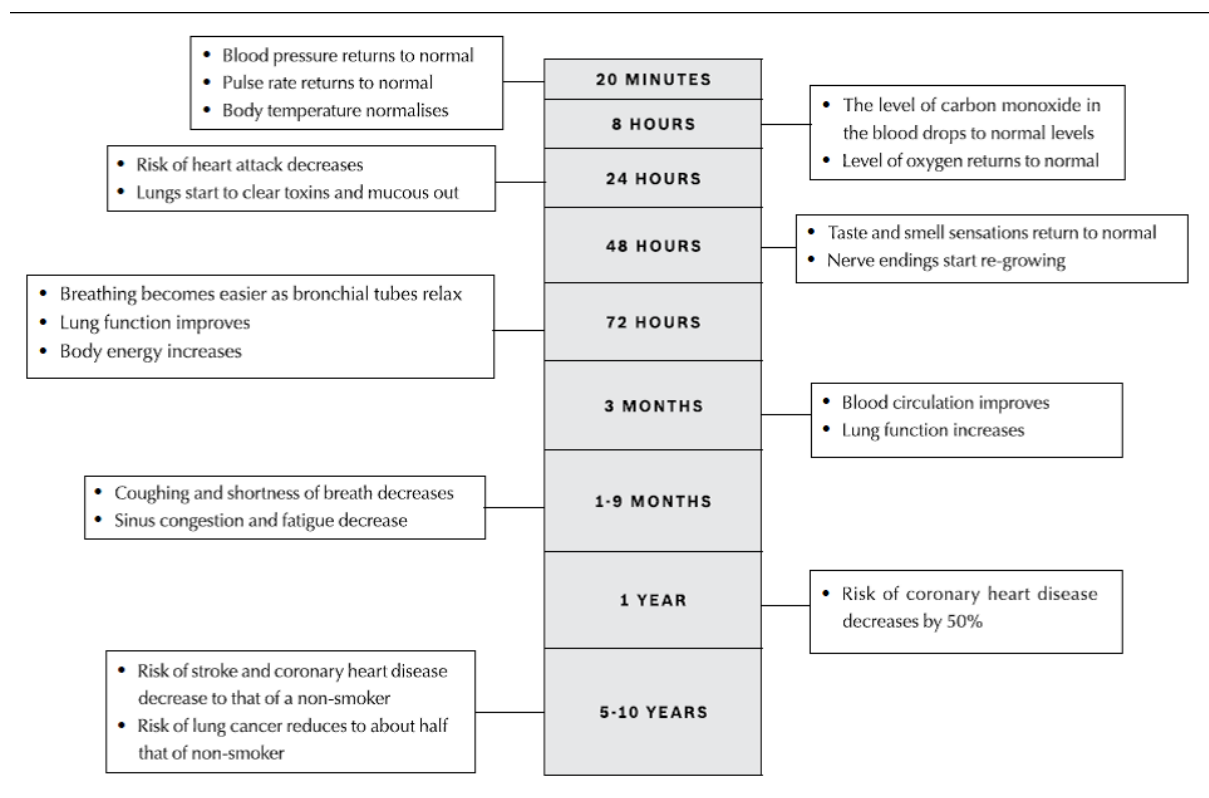 • Blood pressure returns to normal
• Pulse rate returns to normal
• Body temperature normalises
20 MINUTES
8 HOURS
• The level of carbon monoxide in
the blood drops to normal levels
• Level of oxygen returns to normal
• Risk of heart attack decreases
• Lungs start to clear toxins and mucous out
24 HOURS
48 HOURS
• Taste and smell sensations return to normal
• Nerve endings start re-growing
• Breathing becomes easier as bronchial tubes relax
• Lung function improves
• Body energy increases
72 HOURS
3 MONTHS
• Blood circulation improves
• Lung function increases
• Coughing and shortness of breath decreases
• Sinus congestion and fatigue decrease
1-9 MONTHS
1 YEAR
• Risk of coronary heart disease
decreases by 50%
• Risk of stroke and coronary heart disease
decrease to that of a non-smoker
• Risk of lung cancer reduces to about half
that of non-smoker
5-10 YEARS